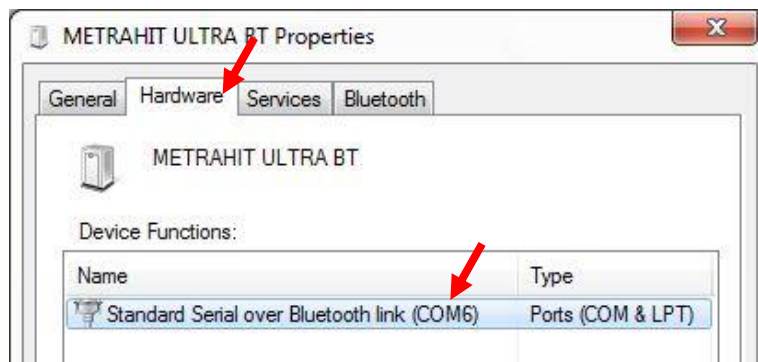 METRAHIT ULTRA BT Properties
General Hardware Services Bluetooth
METRAHIT ULTRA BT
Device Functions:
Name Type
Standard Serial over Bluetooth link (COM6) Ports (COM & LPT)